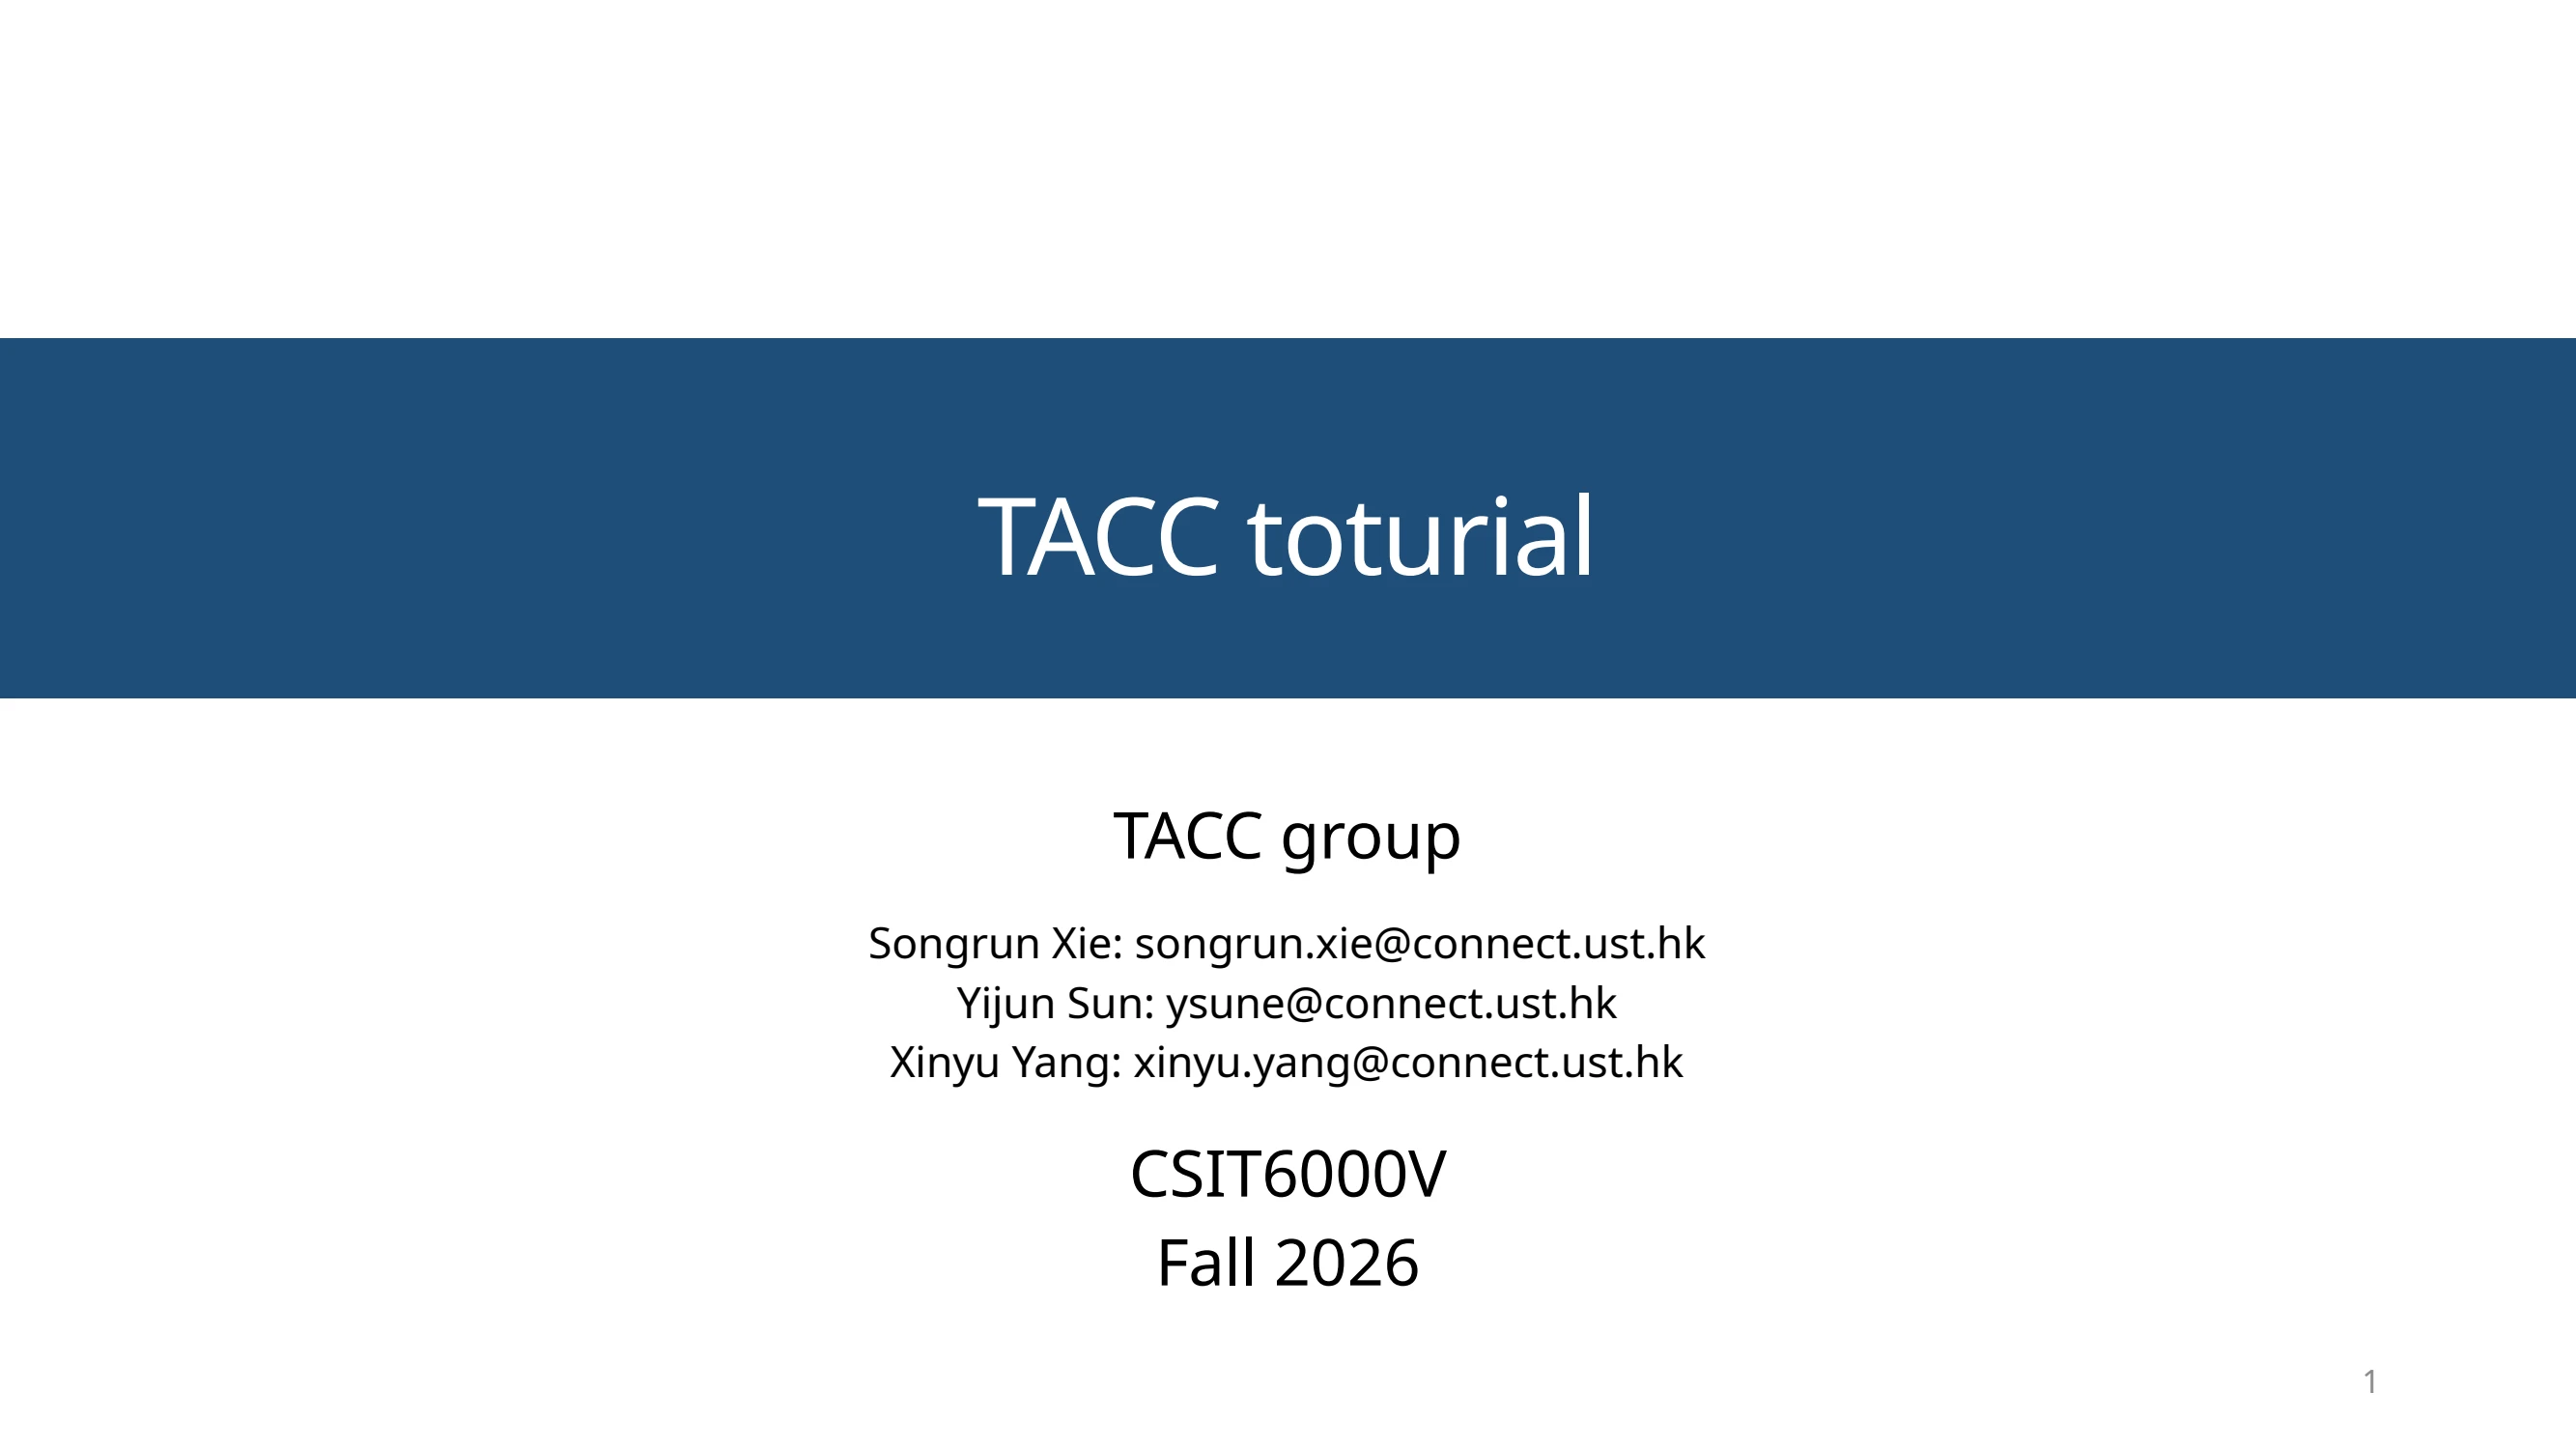 TACC toturial
TACC group
Songrun Xie: songrun.xie@connect.ust.hk
Yijun Sun: ysune@connect.ust.hk
Xinyu Yang: xinyu.yang@connect.ust.hk
CSIT6000V
Fall 2026
1